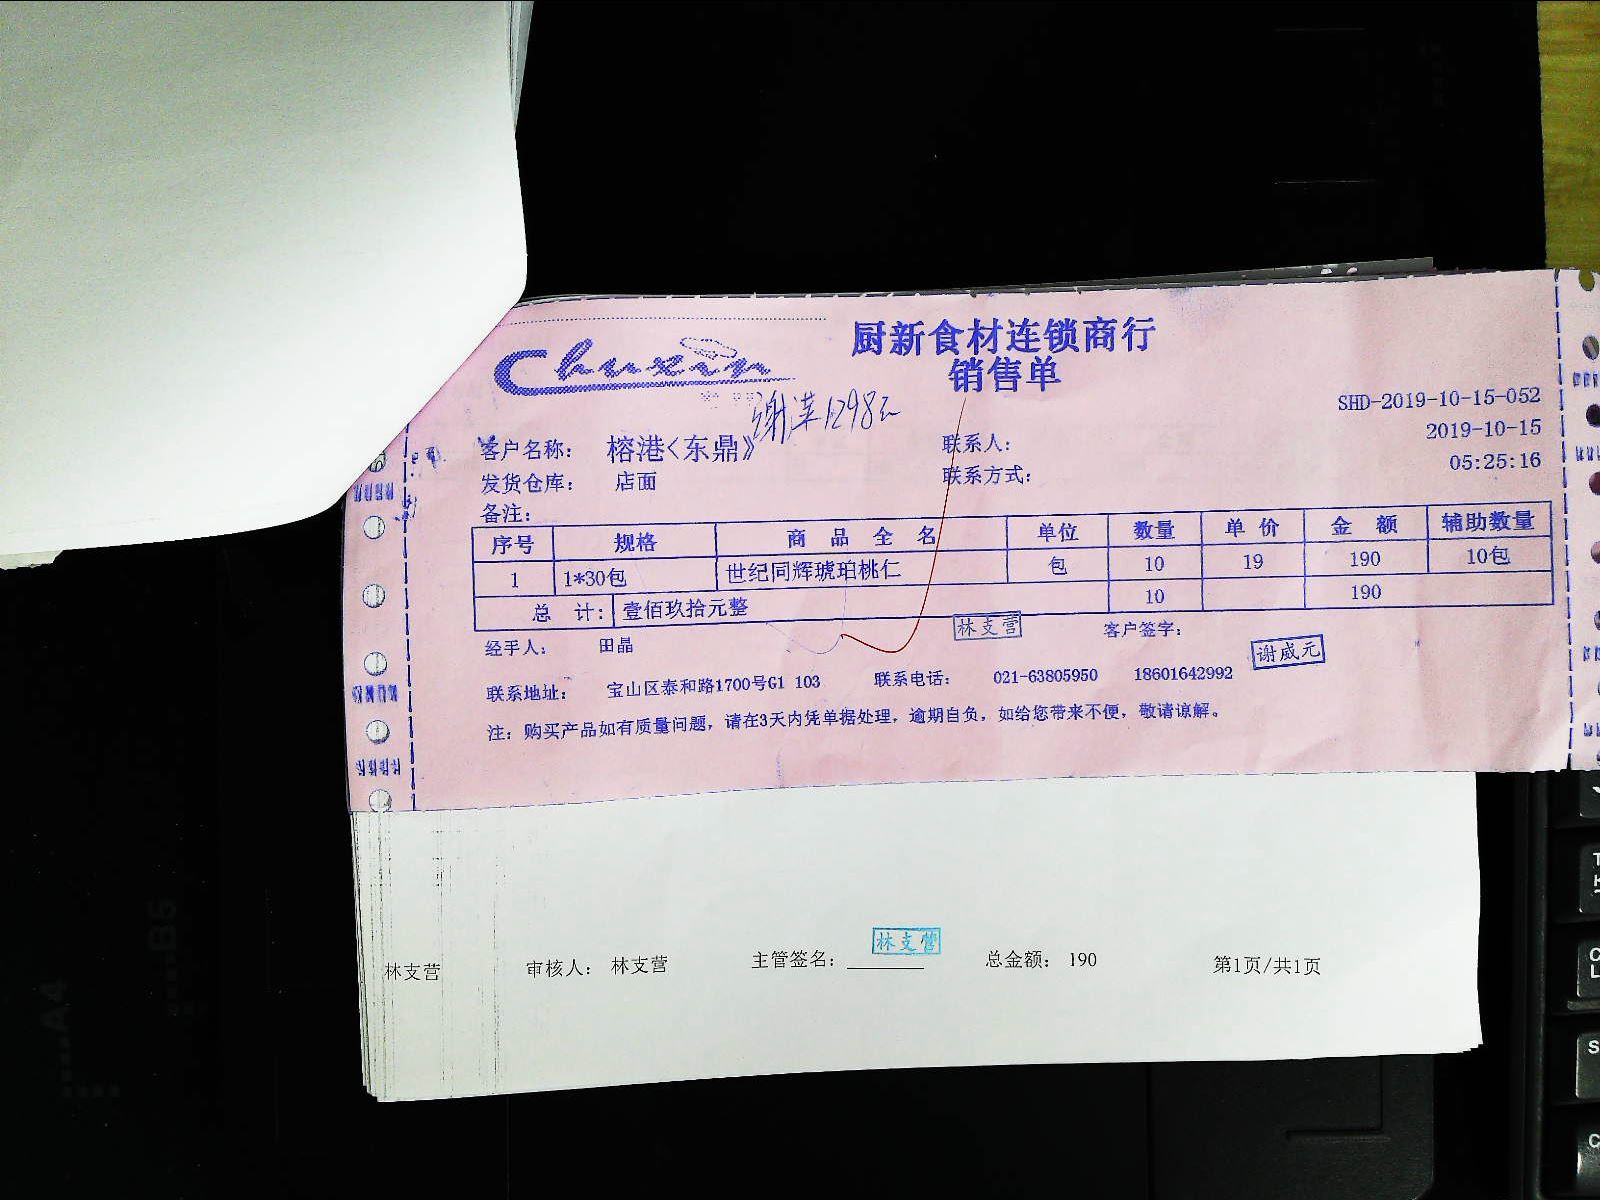 Chuxin
厨新食材连锁商行
销售单
SHD-2019-10-15-052
客户名称： 榕港<东鼎》 联系人： 2019-10-15
发货仓库： 店面 联系方式： 05:25:16
备注：
序号 规格 商 品 全 名 单位 数量 单 价 金 额 辅助数量
1 1*30包 世纪同辉琥珀桃仁 包 10 19 190 10包
总 计： 壹佰玖拾元整 10 190
经手人： 田晶 林支营 客户签字： 谢威元
联系地址： 宝山区泰和路1700号G1 103 联系电话： 021-63805950 18601642992
注：购买产品如有质量问题，请在3天内凭单据处理，逾期自负，如给您带来不便，敬请谅解。
林支营 审核人： 林支营 主管签名： 林支营 总金额： 190 第1页/共1页
A4
B5